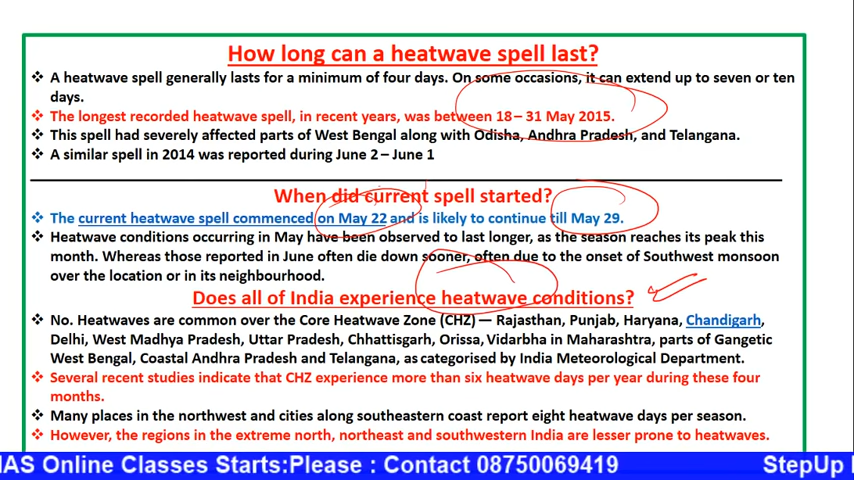 How long can a heatwave spell last?
❖ A heatwave spell generally lasts for a minimum of four days. On some occasions, it can extend up to seven or ten
days.
❖ The longest recorded heatwave spell, in recent years, was between 18 – 31 May 2015.
❖ This spell had severely affected parts of West Bengal along with Odisha, Andhra Pradesh, and Telangana.
❖ A similar spell in 2014 was reported during June 2 – June 1
When did current spell started?
❖ The current heatwave spell commenced on May 22 and is likely to continue till May 29.
❖ Heatwave conditions occurring in May have been observed to last longer, as the season reaches its peak this
month. Whereas those reported in June often die down sooner, often due to the onset of Southwest monsoon
over the location or in its neighbourhood.
Does all of India experience heatwave conditions?
❖ No. Heatwaves are common over the Core Heatwave Zone (CHZ) — Rajasthan, Punjab, Haryana, Chandigarh,
Delhi, West Madhya Pradesh, Uttar Pradesh, Chhattisgarh, Orissa, Vidarbha in Maharashtra, parts of Gangetic
West Bengal, Coastal Andhra Pradesh and Telangana, as categorised by India Meteorological Department.
❖ Several recent studies indicate that CHZ experience more than six heatwave days per year during these four
months.
❖ Many places in the northwest and cities along southeastern coast report eight heatwave days per season.
❖ However, the regions in the extreme north, northeast and southwestern India are lesser prone to heatwaves.
IAS Online Classes Starts:Please : Contact 08750069419 StepUp